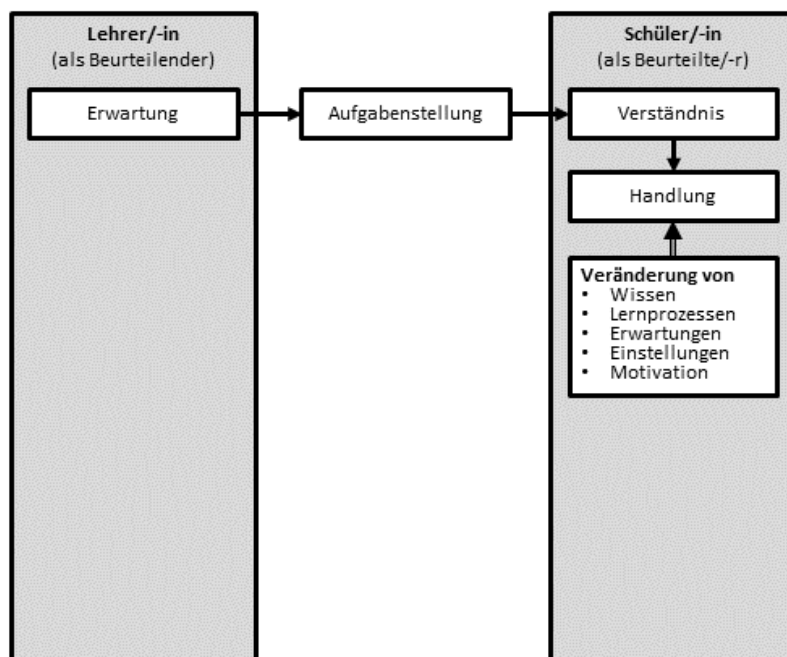 Lehrer/-in
(als Beurteilender)
Erwartung
Aufgabenstellung
Schüler/-in
(als Beurteilte/-r)
Verständnis
Handlung
Veränderung von
• Wissen
• Lernprozessen
• Erwartungen
• Einstellungen
• Motivation